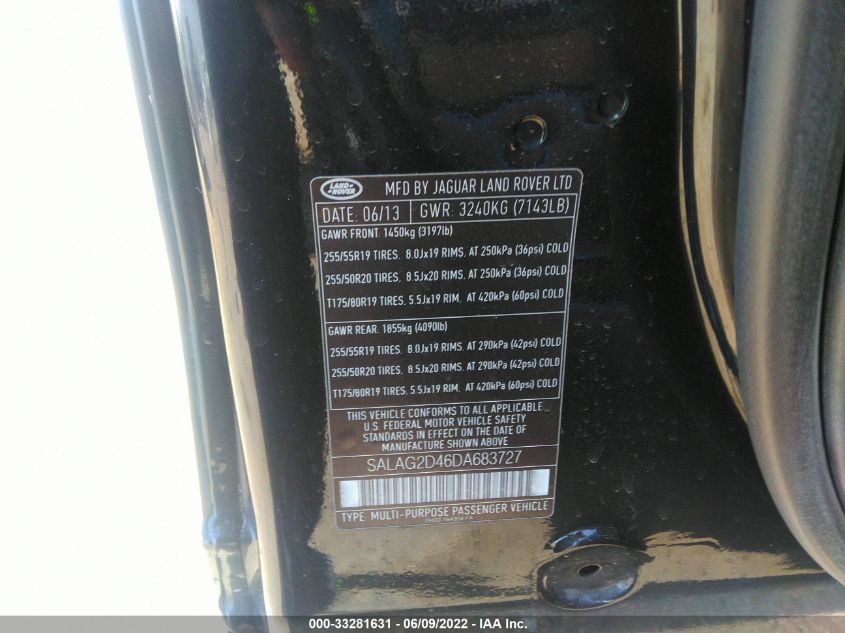 LAND ROVER
MFD BY JAGUAR LAND ROVER LTD
DATE: 06/13 GWR: 3240KG (7143LB)
GAWR FRONT: 1450kg (3197lb)
255/55R19 TIRES, 8.0Jx19 RIMS, AT 250kPa (36psi) COLD
255/50R20 TIRES, 8.5Jx20 RIMS, AT 250kPa (36psi) COLD
T175/80R19 TIRES, 5.5Jx19 RIM, AT 420kPa (60psi) COLD
GAWR REAR: 1855kg (4090lb)
255/55R19 TIRES, 8.0Jx19 RIMS, AT 290kPa (42psi) COLD
255/50R20 TIRES, 8.5Jx20 RIMS, AT 290kPa (42psi) COLD
T175/80R19 TIRES, 5.5Jx19 RIM, AT 420kPa (60psi) COLD
THIS VEHICLE CONFORMS TO ALL APPLICABLE
U.S. FEDERAL MOTOR VEHICLE SAFETY
STANDARDS IN EFFECT ON THE DATE OF
MANUFACTURE SHOWN ABOVE
SALAG2D46DA683727
TYPE: MULTI-PURPOSE PASSENGER VEHICLE
000-33281631 - 06/09/2022 - IAA Inc.